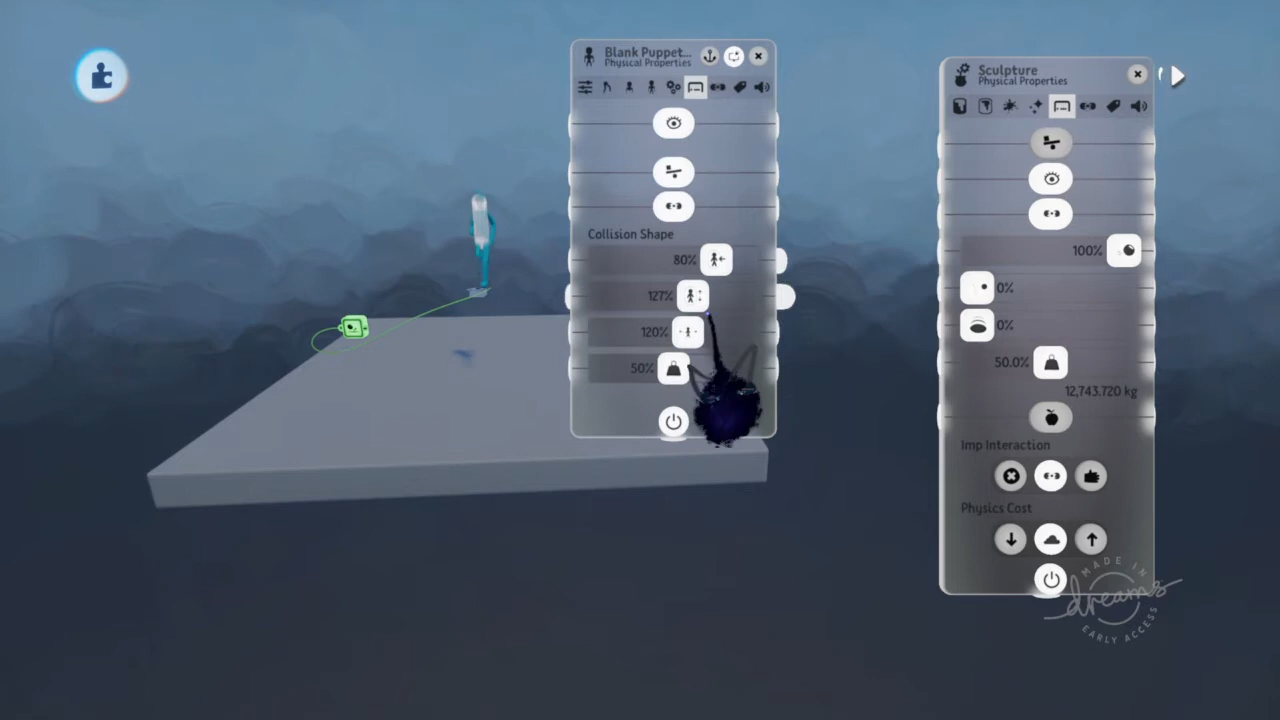 Blank Puppet...
Physical Properties
Collision Shape
80%
127%
120%
50%
Sculpture
Physical Properties
100%
0%
0%
50.0%
12,743.720 kg
Imp Interaction
Physics Cost
MADE IN
dreams
EARLY ACCESS